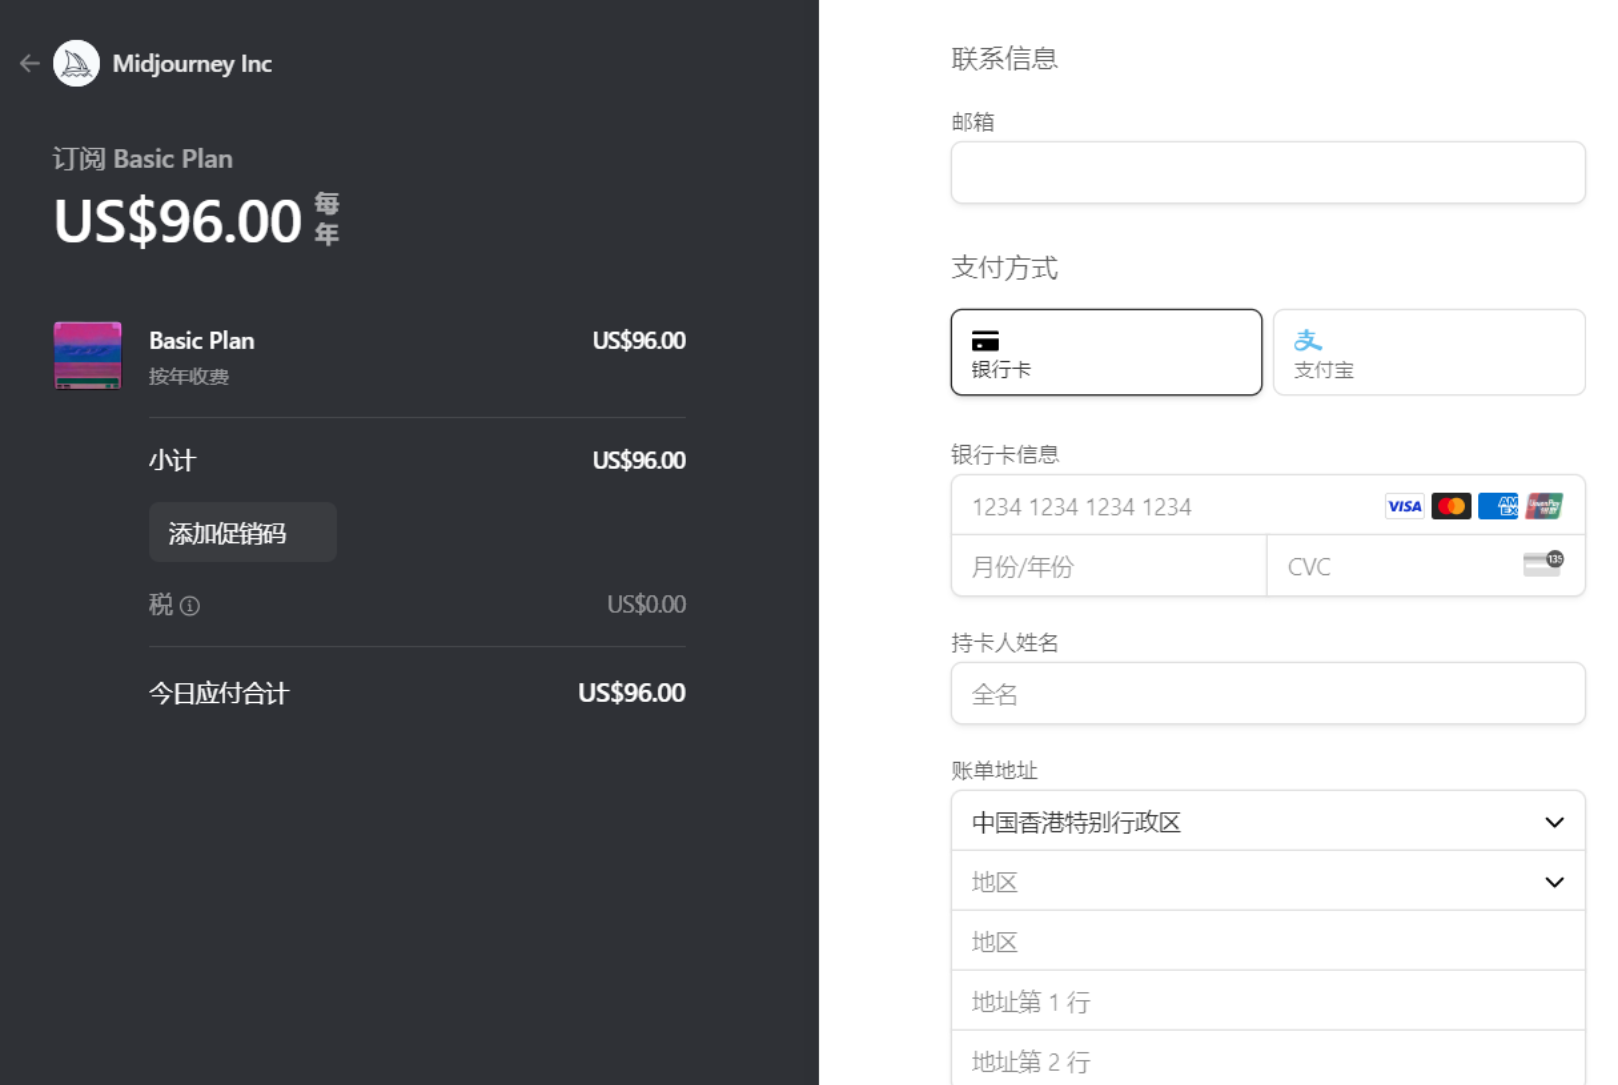 Midjourney Inc
订阅 Basic Plan
US$96.00 每年
Basic Plan US$96.00
按年收费
小计 US$96.00
添加促销码
税 US$0.00
今日应付合计 US$96.00
联系信息
邮箱
支付方式
银行卡
支付宝
银行卡信息
1234 1234 1234 1234 VISA AMEX UnionPay 银联
月份/年份 CVC 135
持卡人姓名
全名
账单地址
中国香港特别行政区
地区
地区
地址第 1 行
地址第 2 行